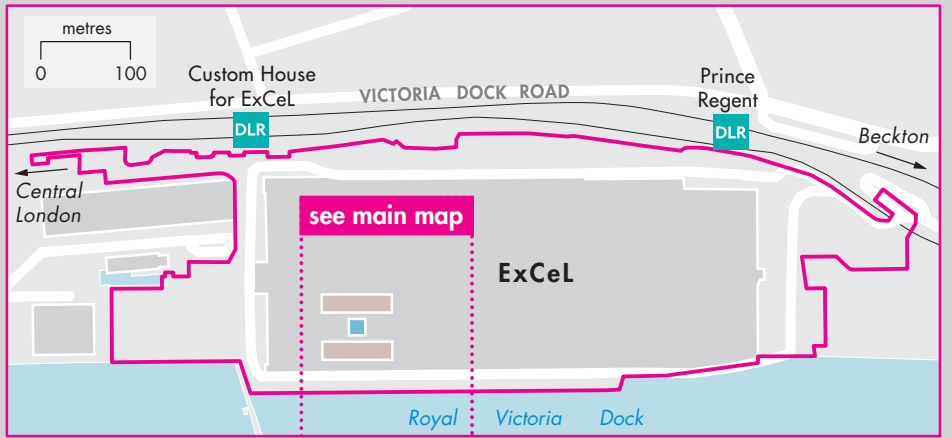 metres
0 100
Custom House
for ExCeL
DLR
VICTORIA DOCK ROAD
Prince
Regent
DLR
Beckton
Central
London
see main map
ExCeL
Royal Victoria Dock